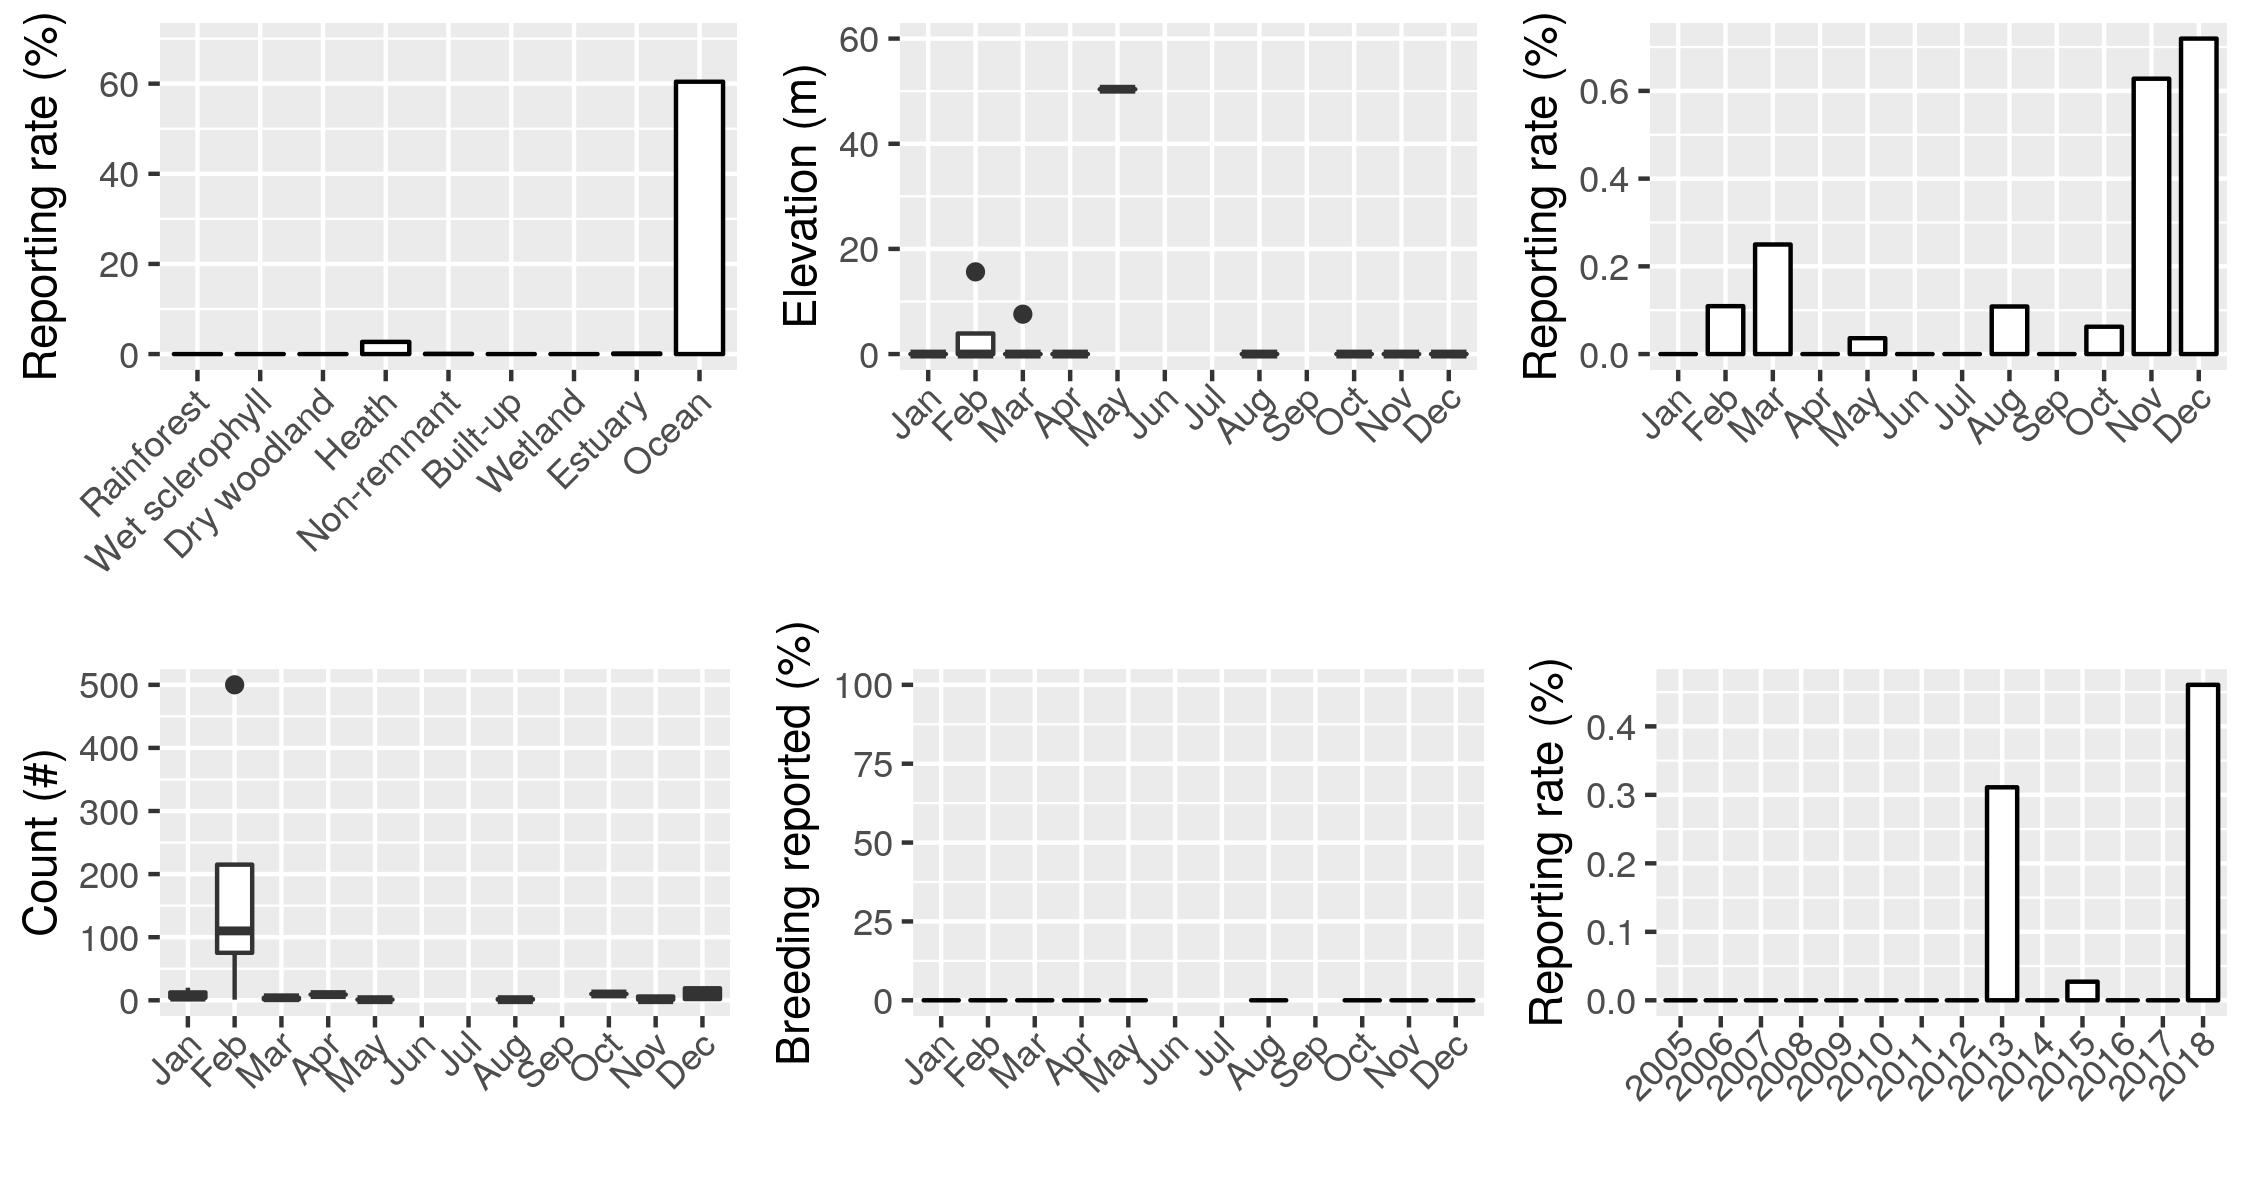 Reporting rate (%)
60
40
20
0
Rainforest
Wet sclerophyll
Dry woodland
Heath
Non-remnant
Built-up
Wetland
Estuary
Ocean
Elevation (m)
60
40
20
0
Jan
Feb
Mar
Apr
May
Jun
Jul
Aug
Sep
Oct
Nov
Dec
Reporting rate (%)
0.6
0.4
0.2
0.0
Jan
Feb
Mar
Apr
May
Jun
Jul
Aug
Sep
Oct
Nov
Dec
Count (#)
500
400
300
200
100
0
Jan
Feb
Mar
Apr
May
Jun
Jul
Aug
Sep
Oct
Nov
Dec
Breeding reported (%)
100
75
50
25
0
Jan
Feb
Mar
Apr
May
Jun
Jul
Aug
Sep
Oct
Nov
Dec
Reporting rate (%)
0.4
0.3
0.2
0.1
0.0
2005
2006
2007
2008
2009
2010
2011
2012
2013
2014
2015
2016
2017
2018